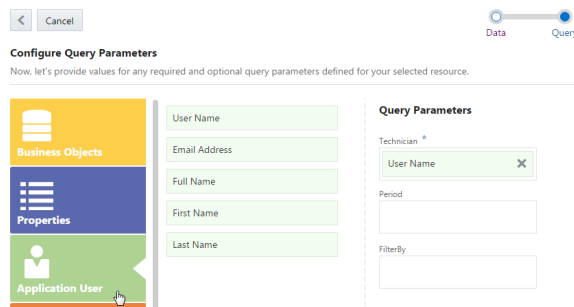 Cancel
Data
Query
Configure Query Parameters
Now, let's provide values for any required and optional query parameters defined for your selected resource.
Business Objects
Properties
Application User
User Name
Email Address
Full Name
First Name
Last Name
Query Parameters
Technician *
User Name
Period
FilterBy